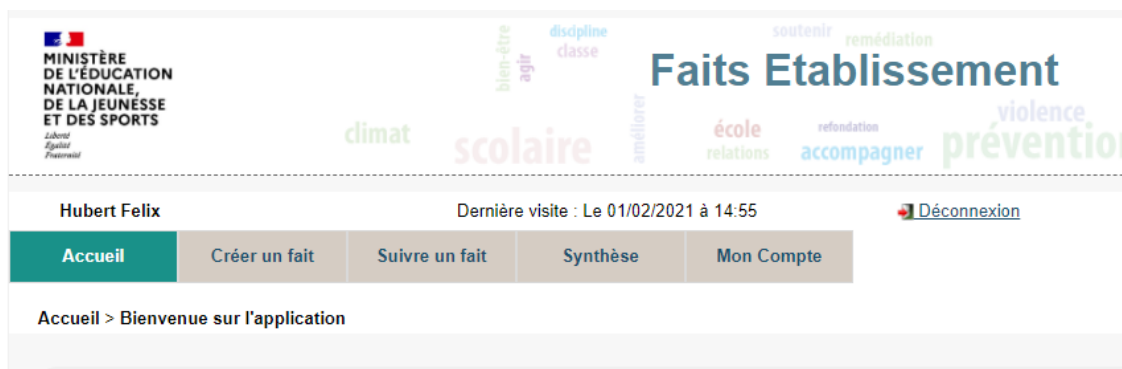 MINISTÈRE
DE L'ÉDUCATION
NATIONALE,
DE LA JEUNESSE
ET DES SPORTS
Liberté
Égalité
Fraternité
bien-être
agir
discipline
classe
soutenir
remédiation
Faits Etablissement
climat
scolaire
améliorer
école
relations
refondation
accompagner
violence
prévention
Hubert Felix
Dernière visite : Le 01/02/2021 à 14:55
Déconnexion
Accueil
Créer un fait
Suivre un fait
Synthèse
Mon Compte
Accueil > Bienvenue sur l'application